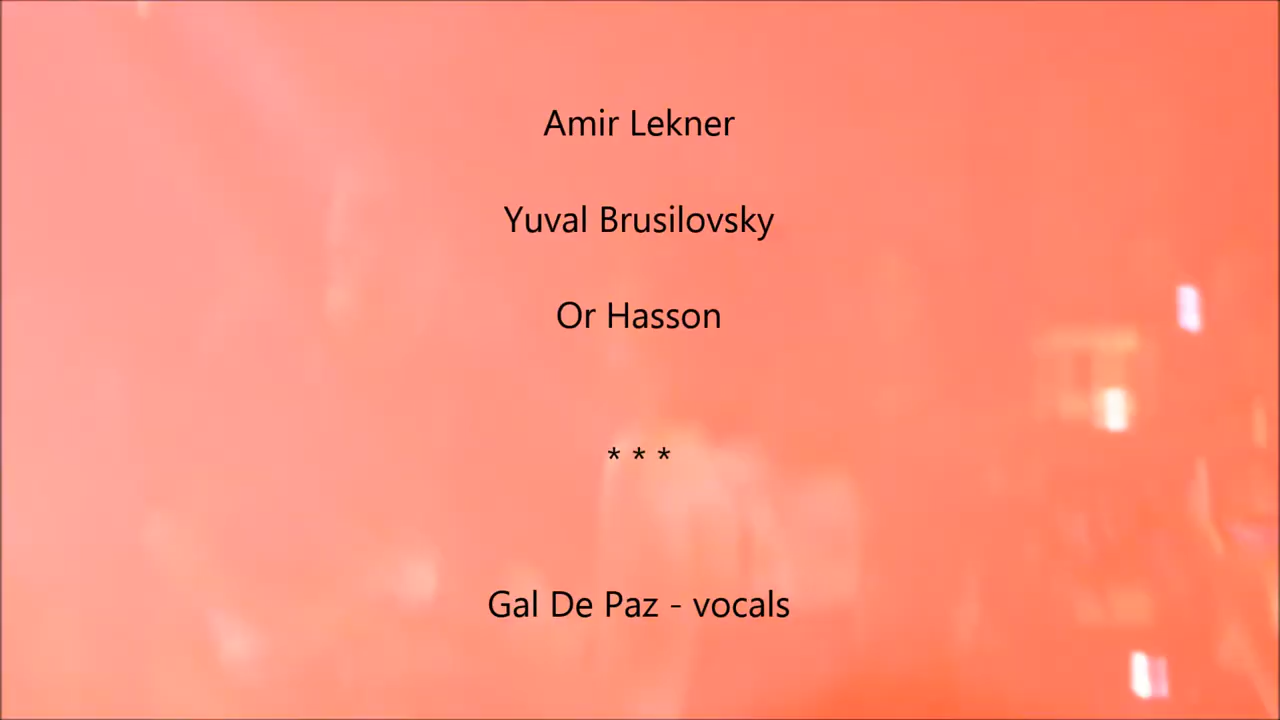 Amir Lekner
Yuval Brusilovsky
Or Hasson
* * *
Gal De Paz - vocals